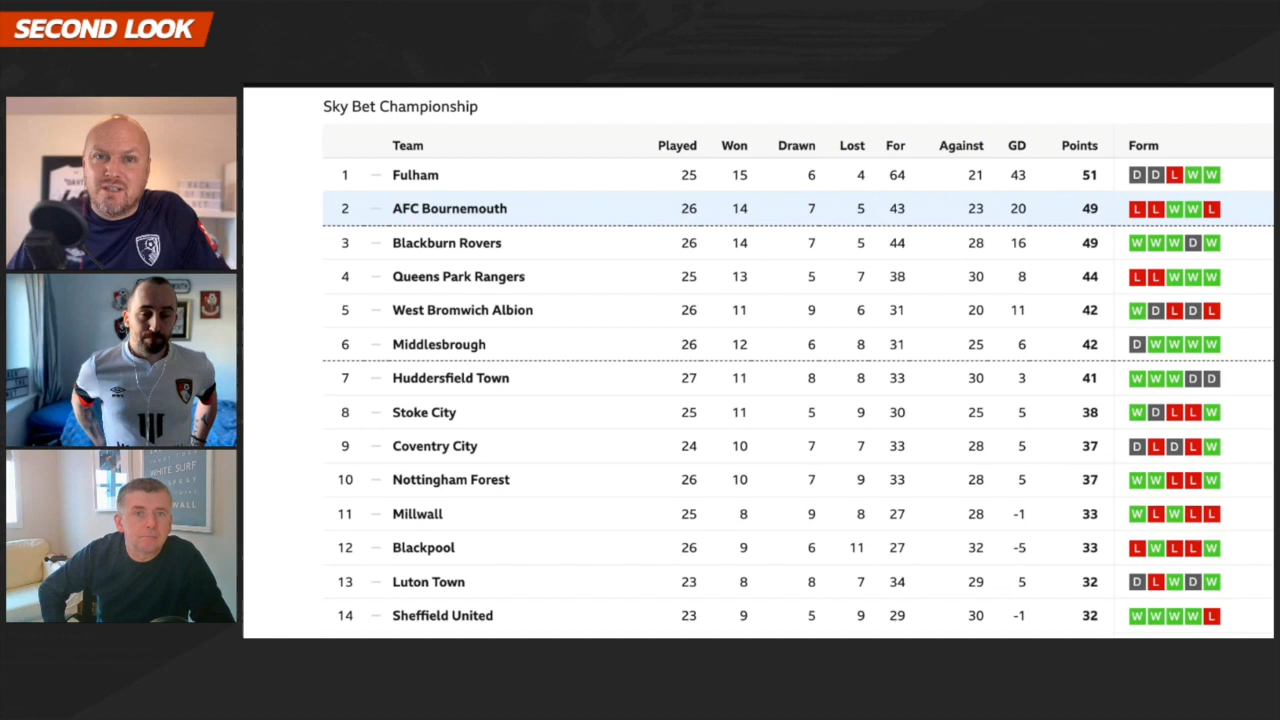 SECOND LOOK
Sky Bet Championship
Team Played Won Drawn Lost For Against GD Points Form
1 Fulham 25 15 6 4 64 21 43 51 D D L W W
2 AFC Bournemouth 26 14 7 5 43 23 20 49 L L W W L
3 Blackburn Rovers 26 14 7 5 44 28 16 49 W W W D W
4 Queens Park Rangers 25 13 5 7 38 30 8 44 L L W W W
5 West Bromwich Albion 26 11 9 6 31 20 11 42 W D L D L
6 Middlesbrough 26 12 6 8 31 25 6 42 D W W W W
7 Huddersfield Town 27 11 8 8 33 30 3 41 W W W D D
8 Stoke City 25 11 5 9 30 25 5 38 W D L L W
9 Coventry City 24 10 7 7 33 28 5 37 D L D L W
10 Nottingham Forest 26 10 7 9 33 28 5 37 W W L L W
11 Millwall 25 8 9 8 27 28 -1 33 W L W L L
12 Blackpool 26 9 6 11 27 32 -5 33 L W L L W
13 Luton Town 23 8 8 7 34 29 5 32 D L W D W
14 Sheffield United 23 9 5 9 29 30 -1 32 W W W W L
WHITE SURF
SPRAY
WALL